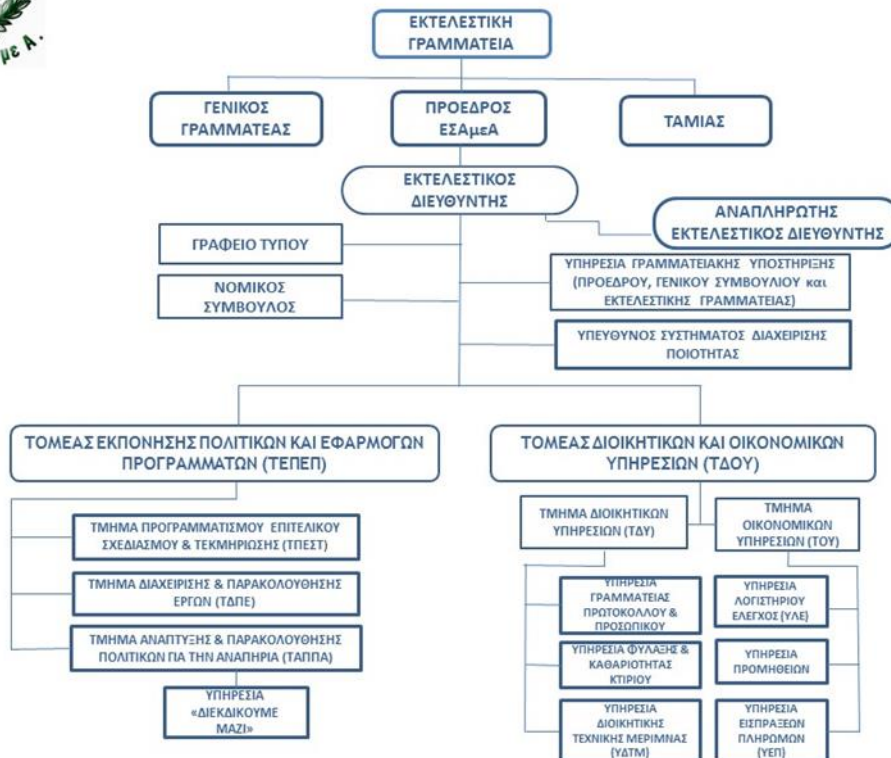 με Α.
ΕΚΤΕΛΕΣΤΙΚΗ
ΓΡΑΜΜΑΤΕΙΑ
ΓΕΝΙΚΟΣ
ΓΡΑΜΜΑΤΕΑΣ
ΠΡΟΕΔΡΟΣ
ΕΣΑμεΑ
ΤΑΜΙΑΣ
ΕΚΤΕΛΕΣΤΙΚΟΣ
ΔΙΕΥΘΥΝΤΗΣ
ΑΝΑΠΛΗΡΩΤΗΣ
ΕΚΤΕΛΕΣΤΙΚΟΣ ΔΙΕΥΘΥΝΤΗΣ
ΓΡΑΦΕΙΟ ΤΥΠΟΥ
ΝΟΜΙΚΟΣ
ΣΥΜΒΟΥΛΟΣ
ΥΠΗΡΕΣΙΑ ΓΡΑΜΜΑΤΕΙΑΚΗΣ ΥΠΟΣΤΗΡΙΞΗΣ
(ΠΡΟΕΔΡΟΥ, ΓΕΝΙΚΟΥ ΣΥΜΒΟΥΛΙΟΥ και
ΕΚΤΕΛΕΣΤΙΚΗΣ ΓΡΑΜΜΑΤΕΙΑΣ)
ΥΠΕΥΘΥΝΟΣ ΣΥΣΤΗΜΑΤΟΣ ΔΙΑΧΕΙΡΙΣΗΣ
ΠΟΙΟΤΗΤΑΣ
ΤΟΜΕΑΣ ΕΚΠΟΝΗΣΗΣ ΠΟΛΙΤΙΚΩΝ ΚΑΙ ΕΦΑΡΜΟΓΩΝ
ΠΡΟΓΡΑΜΜΑΤΩΝ (ΤΕΠΕΠ)
ΤΜΗΜΑ ΠΡΟΓΡΑΜΜΑΤΙΣΜΟΥ ΕΠΙΤΕΛΙΚΟΥ
ΣΧΕΔΙΑΣΜΟΥ & ΤΕΚΜΗΡΙΩΣΗΣ (ΤΠΕΣΤ)
ΤΜΗΜΑ ΔΙΑΧΕΙΡΙΣΗΣ & ΠΑΡΑΚΟΛΟΥΘΗΣΗΣ
ΕΡΓΩΝ (ΤΔΠΕ)
ΤΜΗΜΑ ΑΝΑΠΤΥΞΗΣ & ΠΑΡΑΚΟΛΟΥΘΗΣΗΣ
ΠΟΛΙΤΙΚΩΝ ΓΙΑ ΤΗΝ ΑΝΑΠΗΡΙΑ (ΤΑΠΠΑ)
ΥΠΗΡΕΣΙΑ
«ΔΙΕΚΔΙΚΟΥΜΕ
ΜΑΖΙ»
ΤΟΜΕΑΣ ΔΙΟΙΚΗΤΙΚΩΝ ΚΑΙ ΟΙΚΟΝΟΜΙΚΩΝ
ΥΠΗΡΕΣΙΩΝ (ΤΔΟΥ)
ΤΜΗΜΑ ΔΙΟΙΚΗΤΙΚΩΝ
ΥΠΗΡΕΣΙΩΝ (ΤΔΥ)
ΥΠΗΡΕΣΙΑ
ΓΡΑΜΜΑΤΕΙΑΣ
ΠΡΩΤΟΚΟΛΛΟΥ &
ΠΡΟΣΩΠΙΚΟΥ
ΥΠΗΡΕΣΙΑ ΦΥΛΑΞΗΣ &
ΚΑΘΑΡΙΟΤΗΤΑΣ
ΚΤΙΡΙΟΥ
ΥΠΗΡΕΣΙΑ
ΔΙΟΙΚΗΤΙΚΗΣ
ΤΕΧΝΙΚΗΣ ΜΕΡΙΜΝΑΣ
(ΥΔΤΜ)
ΤΜΗΜΑ
ΟΙΚΟΝΟΜΙΚΩΝ
ΥΠΗΡΕΣΙΩΝ (ΤΟΥ)
ΥΠΗΡΕΣΙΑ
ΛΟΓΙΣΤΗΡΙΟΥ
ΕΛΕΓΧΟΣ (ΥΛΕ)
ΥΠΗΡΕΣΙΑ
ΠΡΟΜΗΘΕΙΩΝ
ΥΠΗΡΕΣΙΑ
ΕΙΣΠΡΑΞΕΩΝ
ΠΛΗΡΩΜΩΝ
(ΥΕΠ)